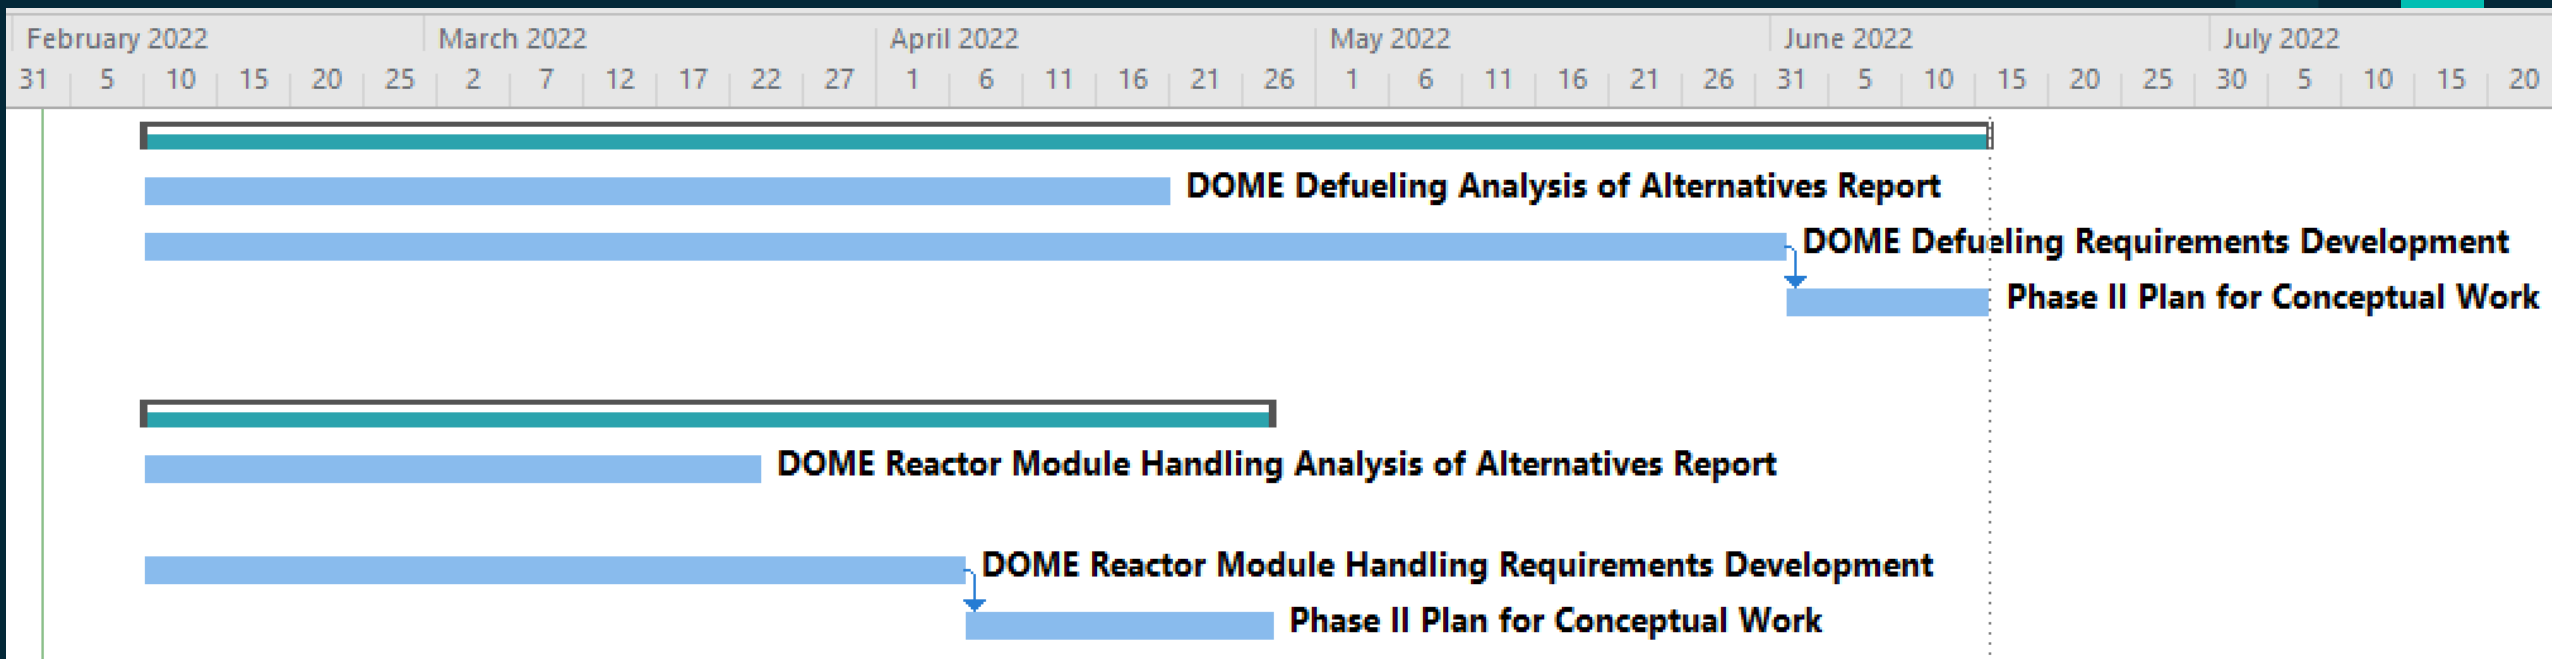 February 2022 March 2022 April 2022 May 2022 June 2022 July 2022
31 5 10 15 20 25 2 7 12 17 22 27 1 6 11 16 21 26 1 6 11 16 21 26 31 5 10 15 20 25 30 5 10 15 20
DOME Defueling Analysis of Alternatives Report
DOME Defueling Requirements Development
Phase II Plan for Conceptual Work
DOME Reactor Module Handling Analysis of Alternatives Report
DOME Reactor Module Handling Requirements Development
Phase II Plan for Conceptual Work